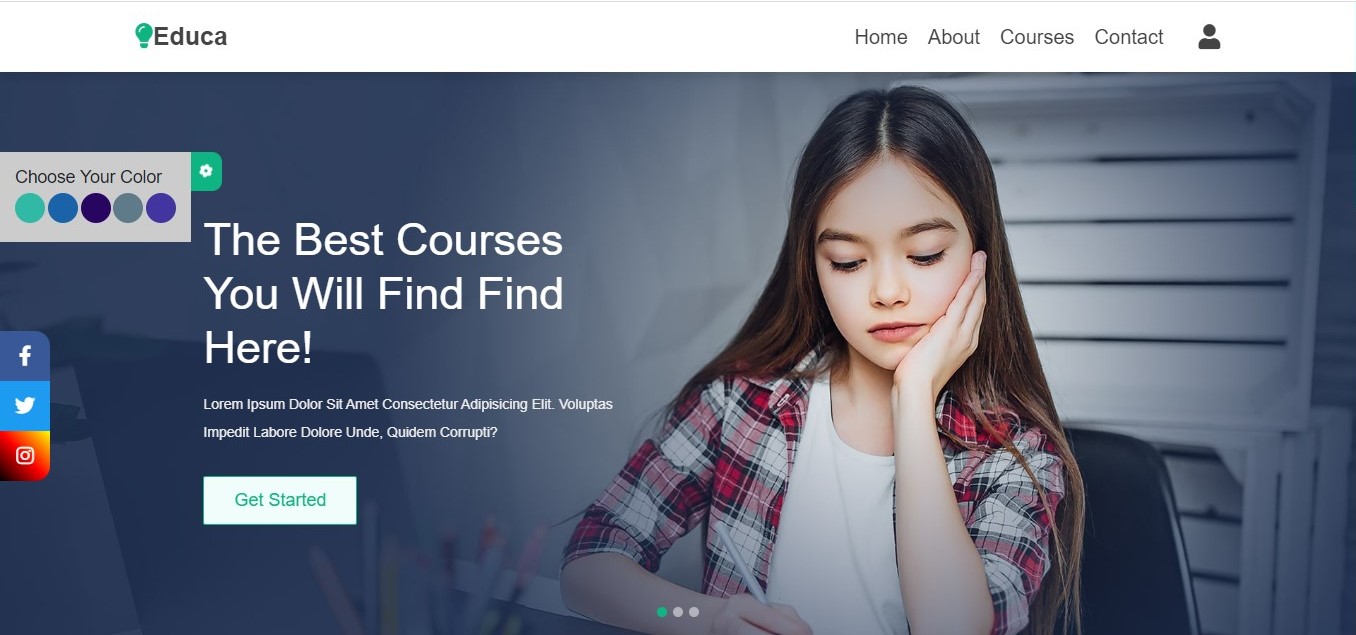 Educa
Home About Courses Contact
Choose Your Color
The Best Courses
You Will Find Find
Here!
Lorem Ipsum Dolor Sit Amet Consectetur Adipisicing Elit. Voluptas
Impedit Labore Dolore Unde, Quidem Corrupti?
Get Started